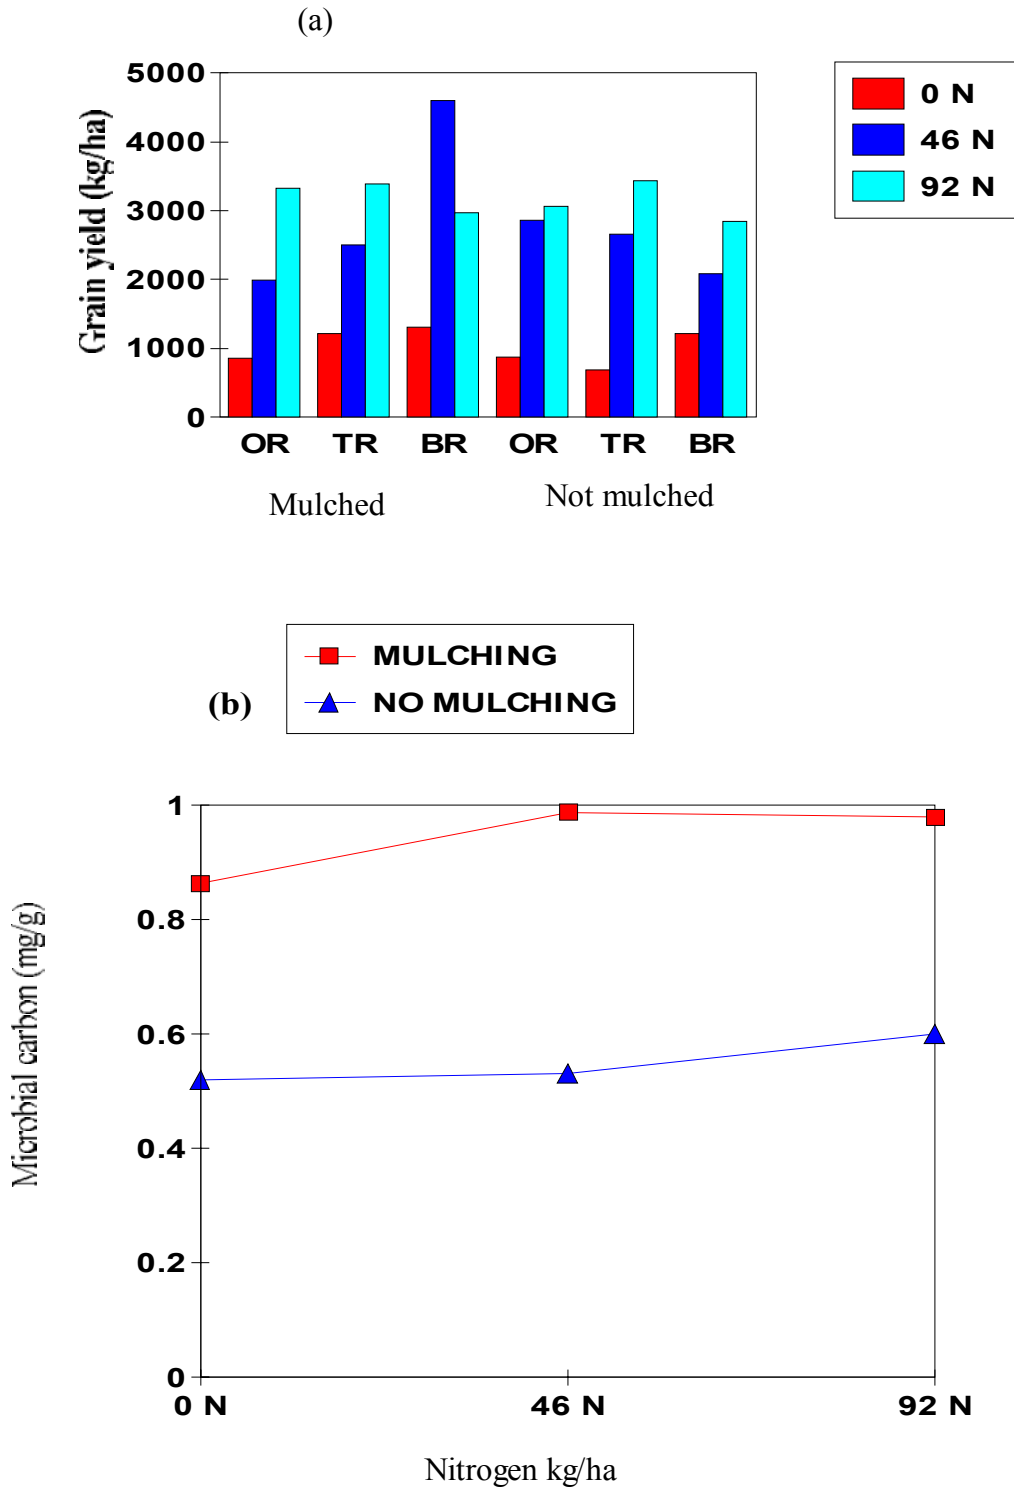 (a)
5000
4000
3000
2000
1000
0
Grain yield (kg/ha)
OR TR BR OR TR BR
Mulched
Not mulched
0 N
46 N
92 N
MULCHING
NO MULCHING
(b)
1
0.8
0.6
0.4
0.2
0
Microbial carbon (mg/g)
0 N 46 N 92 N
Nitrogen kg/ha